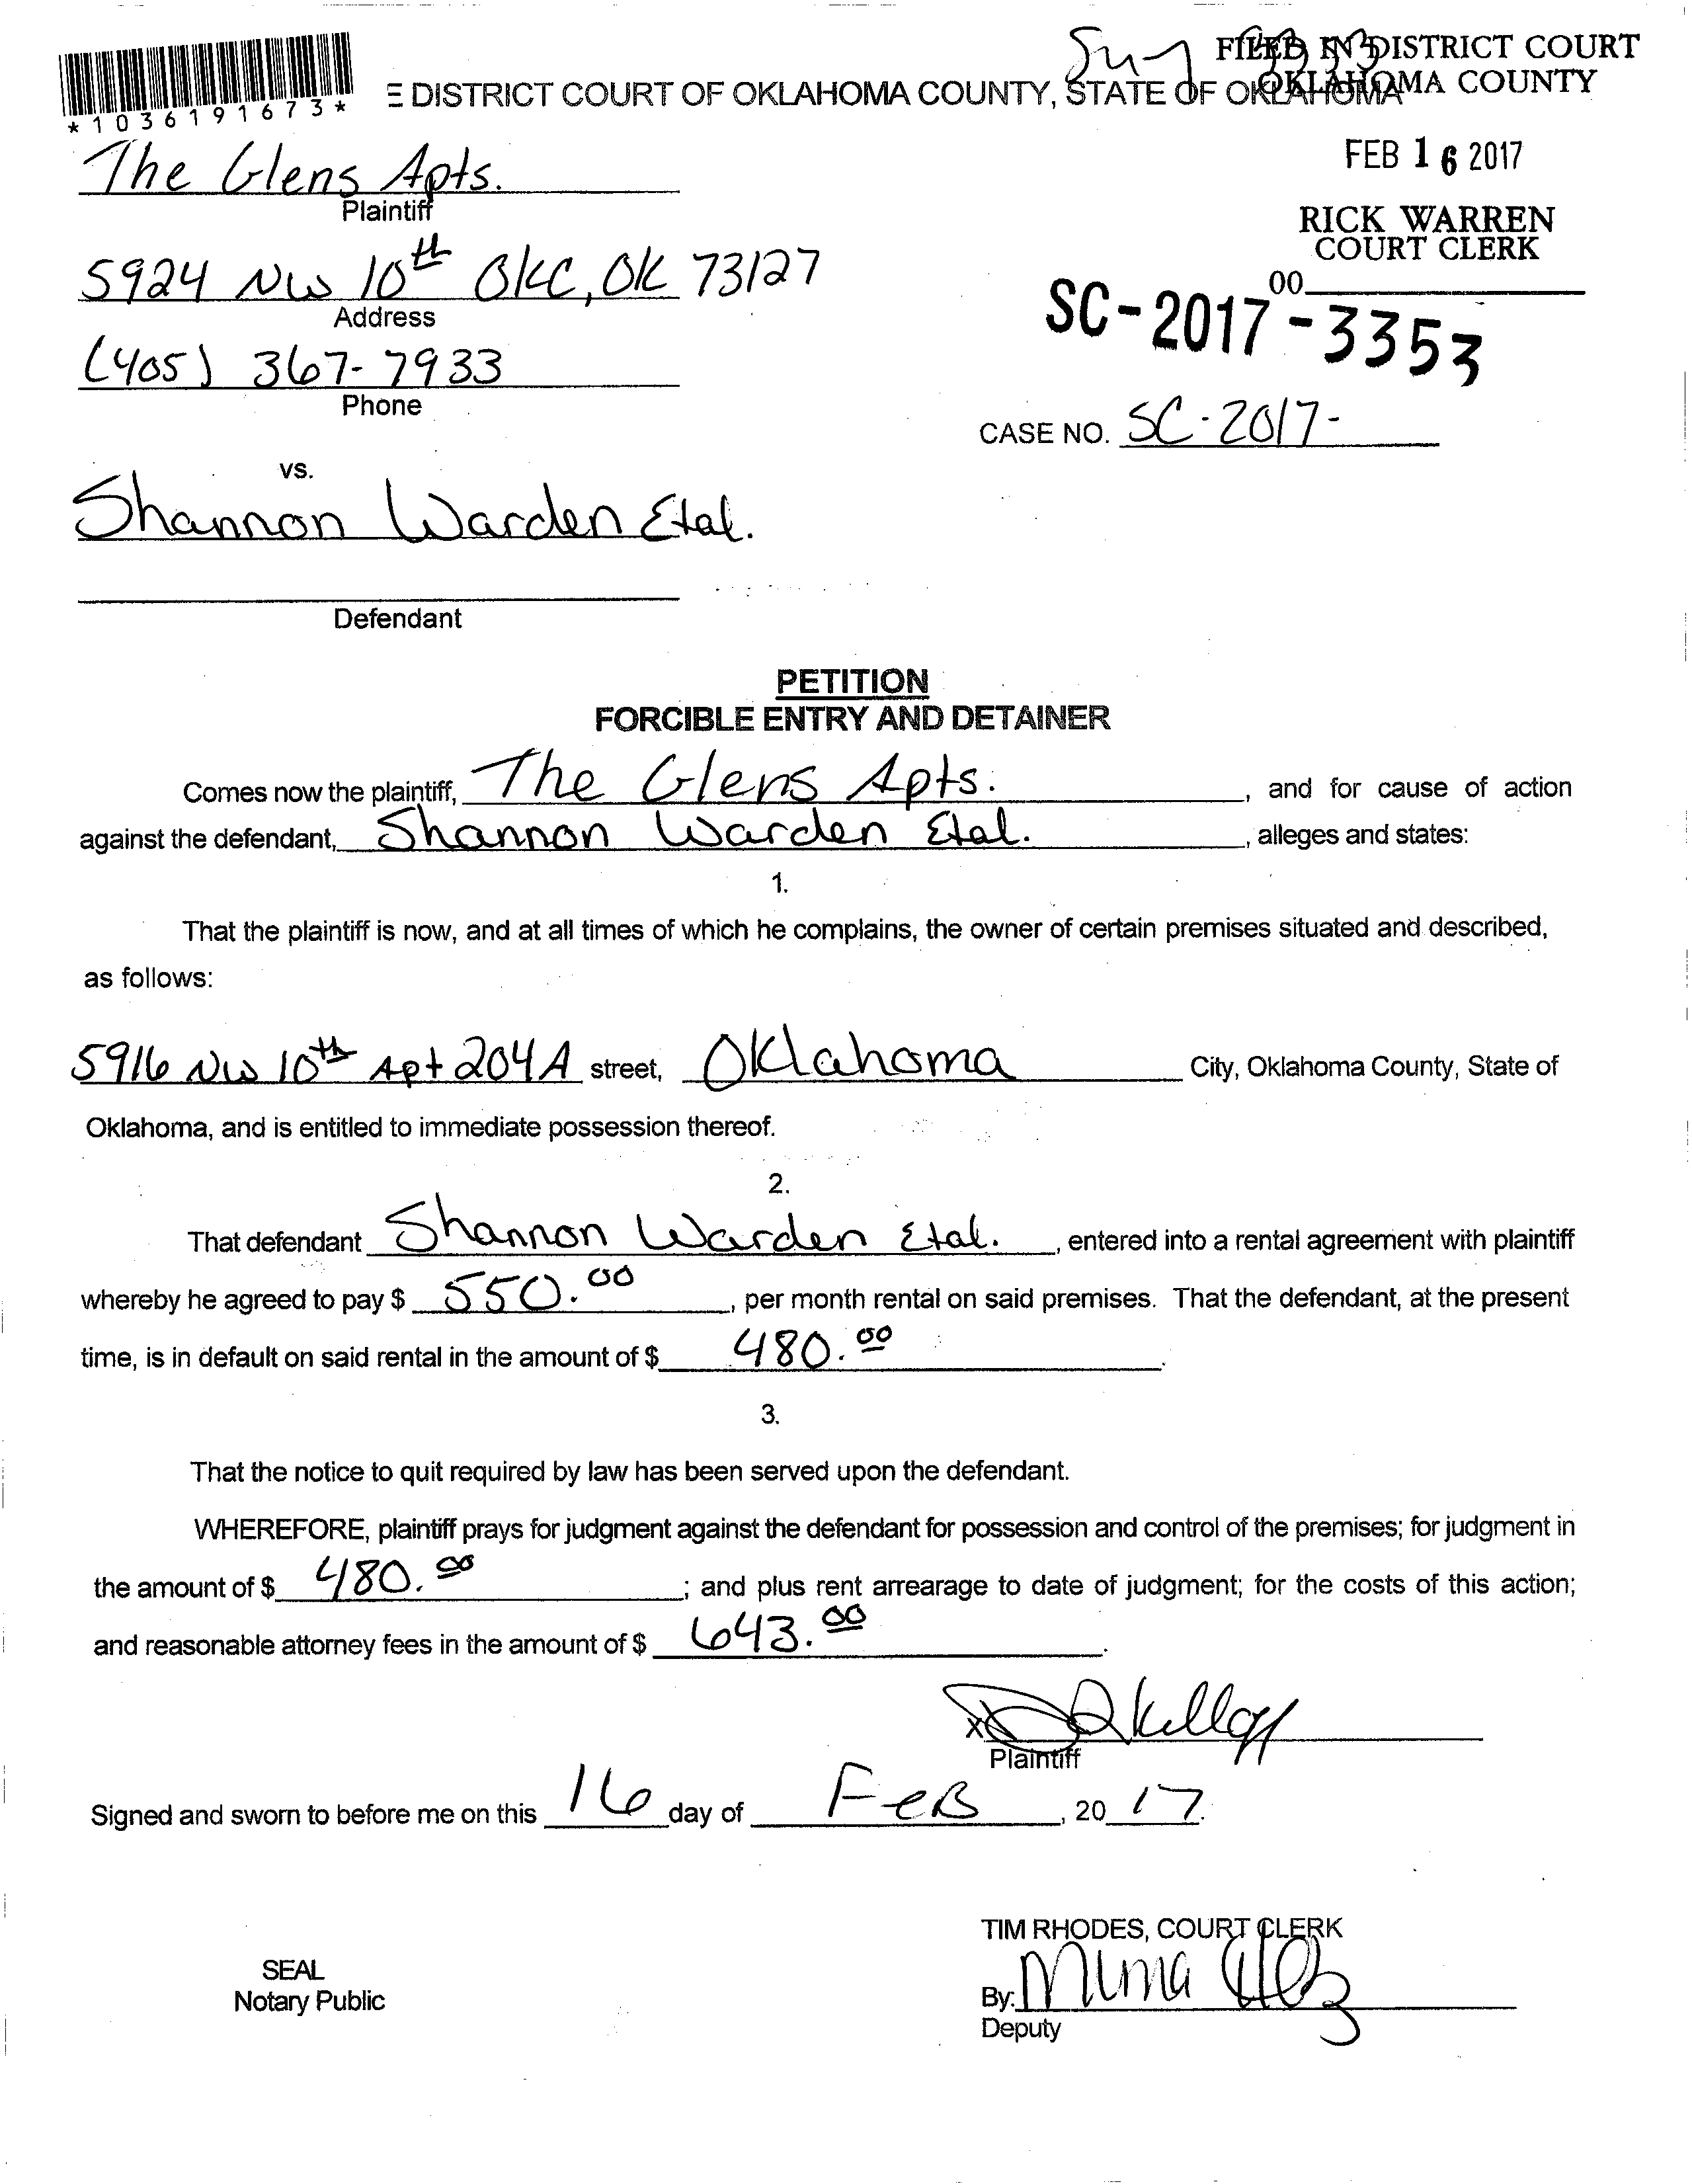 FILED IN DISTRICT COURT
OKLAHOMA COUNTY
*1036191673*
E DISTRICT COURT OF OKLAHOMA COUNTY, STATE OF OKLAHOMA
FEB 16 2017
The Glens Apts.
Plaintiff
RICK WARREN
COURT CLERK
5924 NW 10th OKC, OK 73127
Address
00
SC-2017-3353
(405) 367-7933
Phone
CASE NO. SC-2017-
vs.
Shannon Warden Etal.
Defendant
PETITION
FORCIBLE ENTRY AND DETAINER
Comes now the plaintiff, The Glens Apts. , and for cause of action
against the defendant, Shannon Warden Etal. , alleges and states:
1.
That the plaintiff is now, and at all times of which he complains, the owner of certain premises situated and described,
as follows:
5916 NW 10th Apt 204A street, Oklahoma City, Oklahoma County, State of
Oklahoma, and is entitled to immediate possession thereof.
2.
That defendant Shannon Warden Etal. , entered into a rental agreement with plaintiff
whereby he agreed to pay $ 550.00 , per month rental on said premises. That the defendant, at the present
time, is in default on said rental in the amount of $ 480.00 .
3.
That the notice to quit required by law has been served upon the defendant.
WHEREFORE, plaintiff prays for judgment against the defendant for possession and control of the premises; for judgment in
the amount of $ 480.00 ; and plus rent arrearage to date of judgment; for the costs of this action;
and reasonable attorney fees in the amount of $ 643.00 .
x
Plaintiff
Signed and sworn to before me on this 16 day of Feb , 20 17.
TIM RHODES, COURT CLERK
SEAL
Notary Public
By:
Deputy